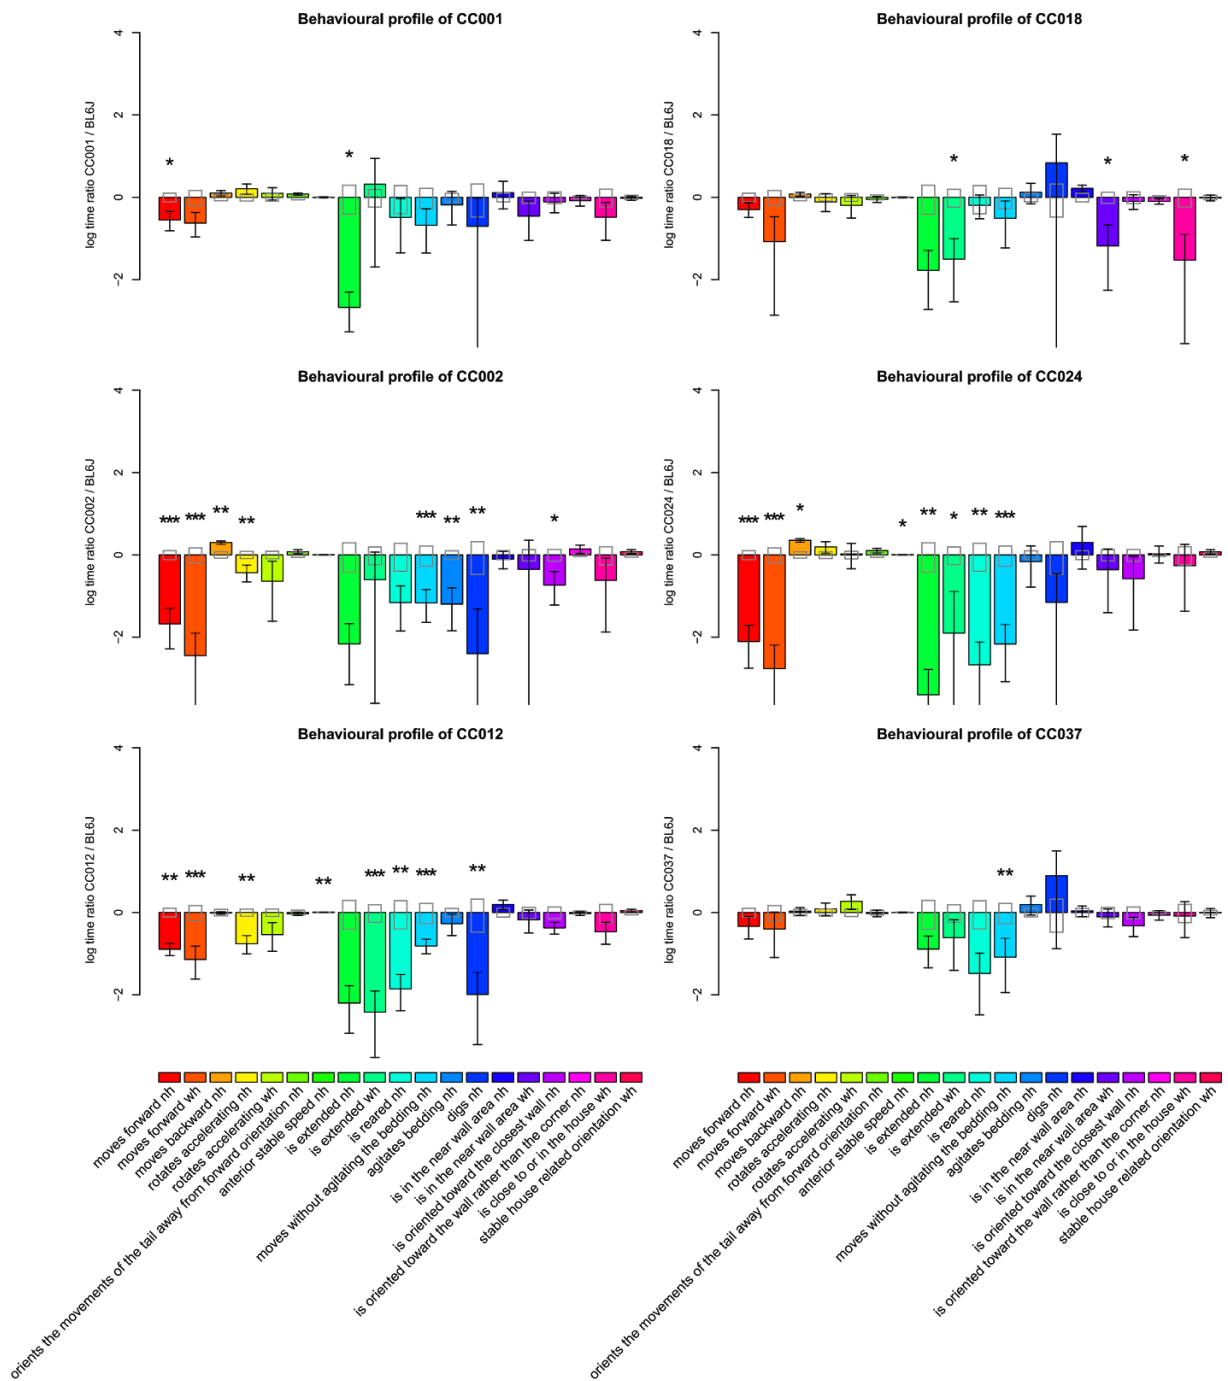 Behavioural profile of CC001
log time ratio CC001 / BL6J
4
2
0
−2
*
*
Behavioural profile of CC018
log time ratio CC018 / BL6J
4
2
0
−2
*
*
*
Behavioural profile of CC002
log time ratio CC002 / BL6J
4
2
0
−2
***
***
**
**
***
**
**
*
Behavioural profile of CC024
log time ratio CC024 / BL6J
4
2
0
−2
***
***
*
*
**
*
**
***
Behavioural profile of CC012
log time ratio CC012 / BL6J
4
2
0
−2
**
***
**
**
***
**
***
**
Behavioural profile of CC037
log time ratio CC037 / BL6J
4
2
0
−2
**
moves forward nh
moves forward wh
moves backward nh
rotates accelerating nh
rotates accelerating wh
orients the movements of the tail away from forward orientation nh
anterior stable speed nh
is extended nh
is extended wh
is reared nh
moves without agitating the bedding nh
agitates bedding nh
digs nh
is in the near wall area nh
is in the near wall area wh
is oriented toward the closest wall nh
is oriented toward the wall rather than the corner nh
is close to or in the house wh
stable house related orientation wh
moves forward nh
moves forward wh
moves backward nh
rotates accelerating nh
rotates accelerating wh
orients the movements of the tail away from forward orientation nh
anterior stable speed nh
is extended nh
is extended wh
is reared nh
moves without agitating the bedding nh
agitates bedding nh
digs nh
is in the near wall area nh
is in the near wall area wh
is oriented toward the closest wall nh
is oriented toward the wall rather than the corner nh
is close to or in the house wh
stable house related orientation wh